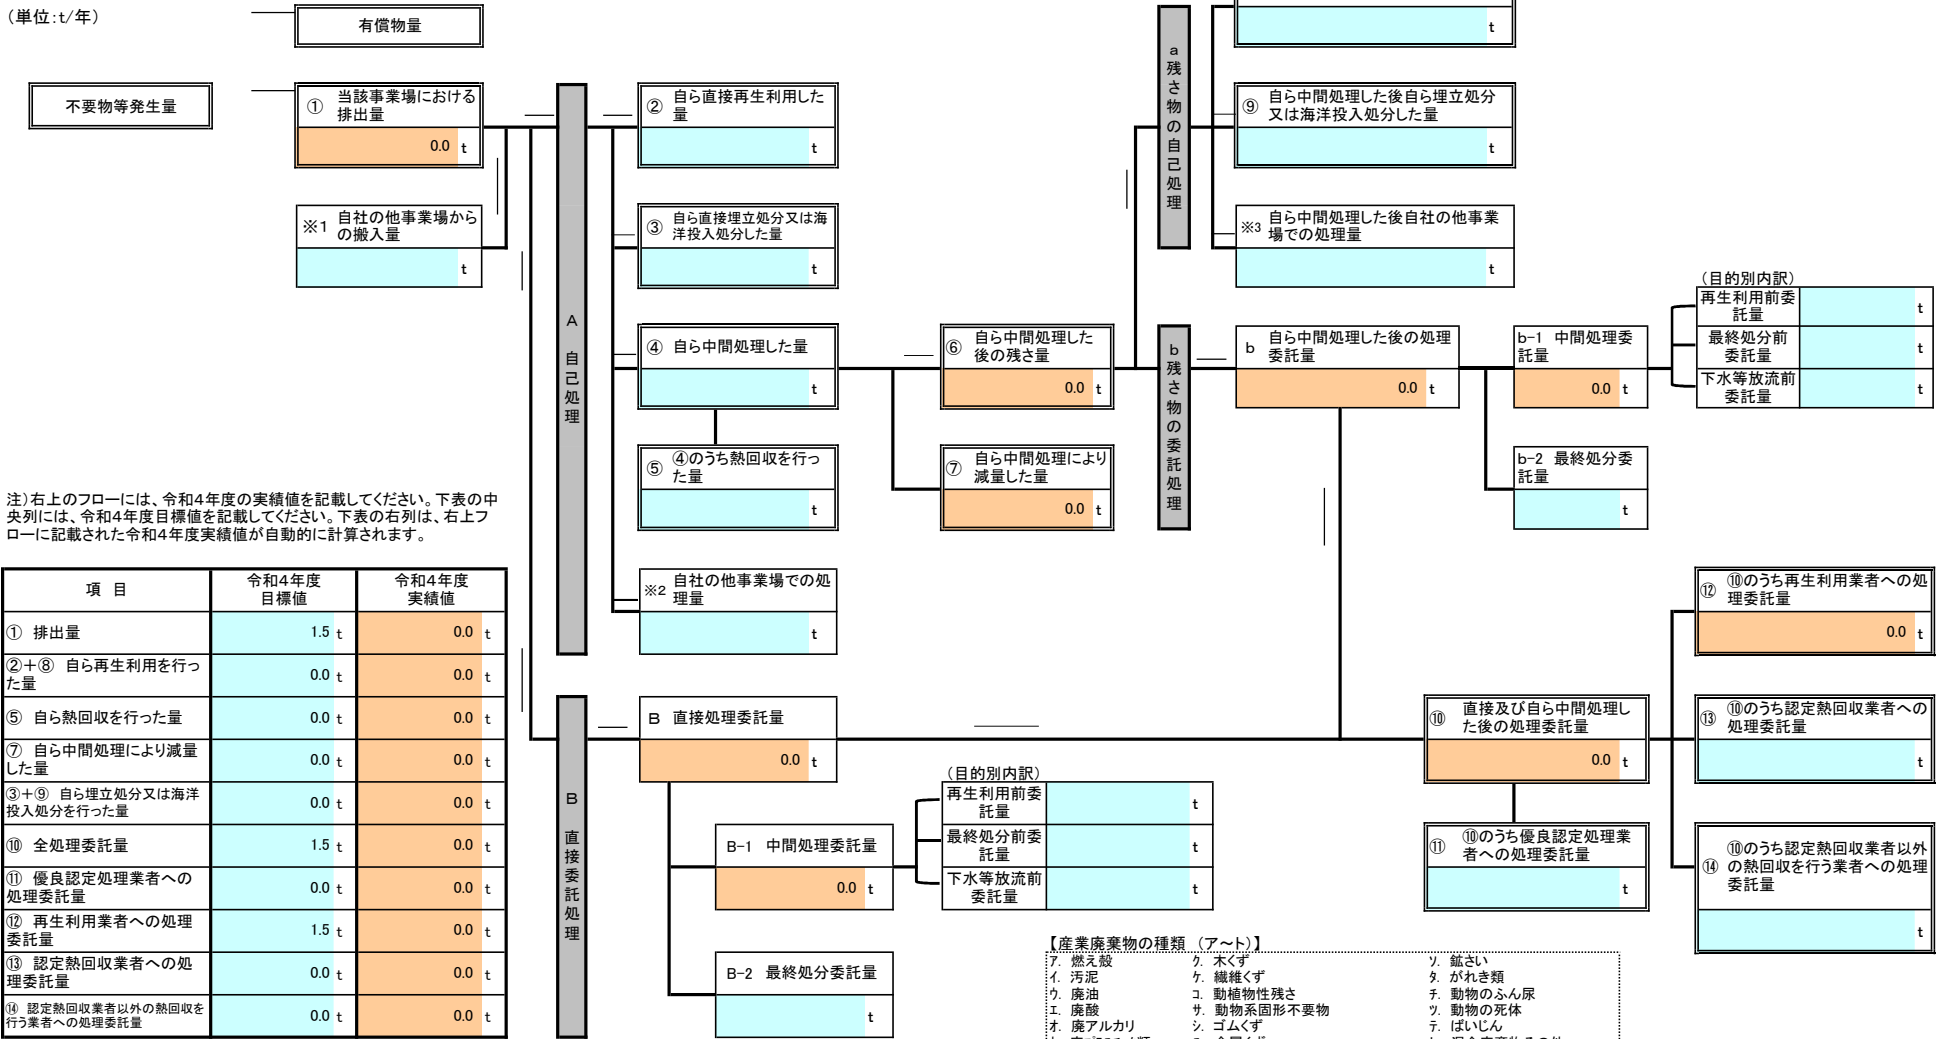 (単位:t/年)
有償物量
t
不要物等発生量
① 当該事業場における
排出量
0.0 t
※1 自社の他事業場から
の搬入量
t
A 自己処理
② 自ら直接再生利用した
量
t
③ 自ら直接埋立処分又は海
洋投入処分した量
t
④ 自ら中間処理した量
t
⑤ ④のうち熱回収を行っ
た量
t
※2 自社の他事業場での処
理量
t
⑥ 自ら中間処理した
後の残さ量
0.0 t
⑦ 自ら中間処理により
減量した量
0.0 t
a残さ物の自己処理
⑨ 自ら中間処理した後自ら埋立処分
又は海洋投入処分した量
t
※3 自ら中間処理した後自社の他事業
場での処理量
t
b残さ物の委託処理
b 自ら中間処理した後の処理
委託量
0.0 t
b-1 中間処理委
託量
0.0 t
b-2 最終処分委
託量
t
(目的別内訳)
再生利用前委
託量
t
最終処分前
委託量
t
下水等放流前
委託量
t
注)右上のフローには、令和4年度の実績値を記載してください。下表の中
央列には、令和4年度目標値を記載してください。下表の右列は、右上フ
ローに記載された令和4年度実績値が自動的に計算されます。
項 目
令和4年度
目標値
令和4年度
実績値
① 排出量
1.5 t 0.0 t
②+⑧ 自ら再生利用を行っ
た量
0.0 t 0.0 t
⑤ 自ら熱回収を行った量
0.0 t 0.0 t
⑦ 自ら中間処理により減量
した量
0.0 t 0.0 t
③+⑨ 自ら埋立処分又は海洋
投入処分を行った量
0.0 t 0.0 t
⑩ 全処理委託量
1.5 t 0.0 t
⑪ 優良認定処理業者への
処理委託量
0.0 t 0.0 t
⑫ 再生利用業者への処理
委託量
1.5 t 0.0 t
⑬ 認定熱回収業者への処
理委託量
0.0 t 0.0 t
⑭ 認定熱回収業者以外の熱回収を
行う業者への処理委託量
0.0 t 0.0 t
B 直接委託処理
B 直接処理委託量
0.0 t
B-1 中間処理委託量
0.0 t
B-2 最終処分委託量
t
(目的別内訳)
再生利用前委
託量
t
最終処分前委
託量
t
下水等放流前
委託量
t
⑩ 直接及び自ら中間処理し
た後の処理委託量
0.0 t
⑪ ⑩のうち優良認定処理業
者への処理委託量
t
⑫ ⑩のうち再生利用業者への処
理委託量
0.0 t
⑬ ⑩のうち認定熱回収業者への
処理委託量
t
⑭ ⑩のうち認定熱回収業者以外
の熱回収を行う業者への処理
委託量
t
【産業廃棄物の種類 (ア~ト)】
ア. 燃え殻 ク. 木くず ソ. 鉱さい
イ. 汚泥 ケ. 繊維くず タ. がれき類
ウ. 廃油 コ. 動植物性残さ チ. 動物のふん尿
エ. 廃酸 サ. 動物系固形不要物 ツ. 動物の死体
オ. 廃アルカリ シ. ゴムくず テ. ばいじん